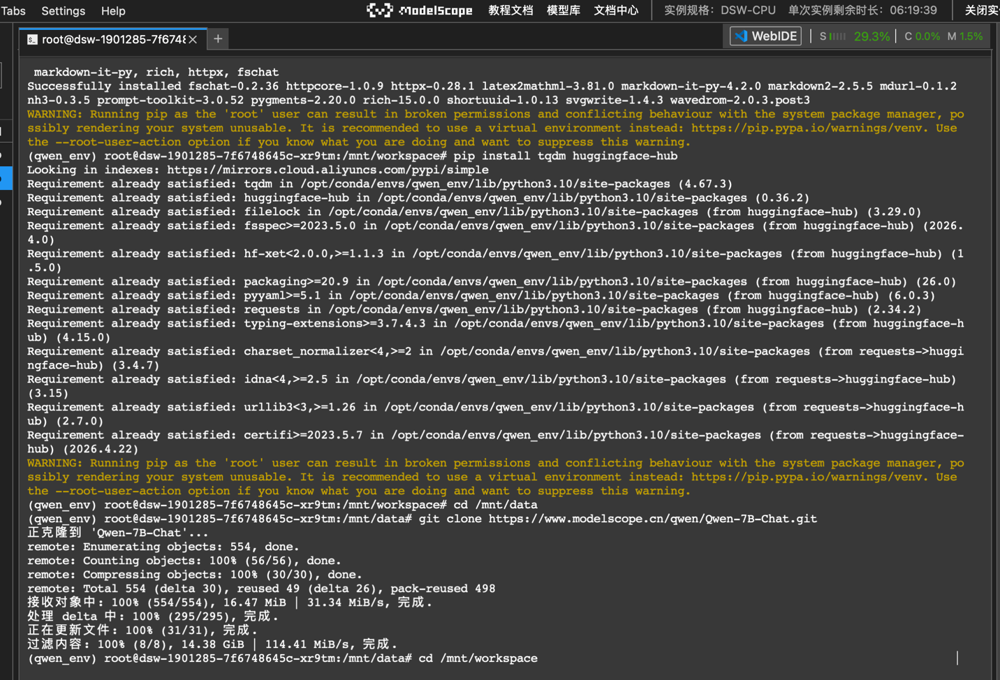 Tabs Settings Help ModelScope 教程文档 模型库 文档中心 实例规格: DSW-CPU 单次实例剩余时长: 06:19:39
root@dsw-1901285-7f6748 × + WebIDE S 29.3% C 0.0% M 1.5%
markdown-it-py, rich, httpx, fschat
Successfully installed fschat-0.2.36 httpcore-1.0.9 httpx-0.28.1 latex2mathml-3.81.0 markdown-it-py-4.2.0 markdown2-2.5.5 mdurl-0.1.2
nh3-0.3.5 prompt-toolkit-3.0.52 pygments-2.20.0 rich-15.0.0 shortuuid-1.0.13 svgwrite-1.4.3 wavedrom-2.0.3.post3
WARNING: Running pip as the 'root' user can result in broken permissions and conflicting behaviour with the system package manager, po
ssibly rendering your system unusable. It is recommended to use a virtual environment instead: https://pip.pypa.io/warnings/venv. Use
the --root-user-action option if you know what you are doing and want to suppress this warning.
(qwen_env) root@dsw-1901285-7f6748645c-xr9tm:/mnt/workspace# pip install tqdm huggingface-hub
Looking in indexes: https://mirrors.cloud.aliyuncs.com/pypi/simple
Requirement already satisfied: tqdm in /opt/conda/envs/qwen_env/lib/python3.10/site-packages (4.67.3)
Requirement already satisfied: huggingface-hub in /opt/conda/envs/qwen_env/lib/python3.10/site-packages (0.36.2)
Requirement already satisfied: filelock in /opt/conda/envs/qwen_env/lib/python3.10/site-packages (from huggingface-hub) (3.29.0)
Requirement already satisfied: fsspec>=2023.5.0 in /opt/conda/envs/qwen_env/lib/python3.10/site-packages (from huggingface-hub) (2026.
4.0)
Requirement already satisfied: hf-xet<2.0.0,>=1.1.3 in /opt/conda/envs/qwen_env/lib/python3.10/site-packages (from huggingface-hub) (1
.5.0)
Requirement already satisfied: packaging>=20.9 in /opt/conda/envs/qwen_env/lib/python3.10/site-packages (from huggingface-hub) (26.0)
Requirement already satisfied: pyyaml>=5.1 in /opt/conda/envs/qwen_env/lib/python3.10/site-packages (from huggingface-hub) (6.0.3)
Requirement already satisfied: requests in /opt/conda/envs/qwen_env/lib/python3.10/site-packages (from huggingface-hub) (2.34.2)
Requirement already satisfied: typing-extensions>=3.7.4.3 in /opt/conda/envs/qwen_env/lib/python3.10/site-packages (from huggingface-h
ub) (4.15.0)
Requirement already satisfied: charset_normalizer<4,>=2 in /opt/conda/envs/qwen_env/lib/python3.10/site-packages (from requests->huggi
ngface-hub) (3.4.7)
Requirement already satisfied: idna<4,>=2.5 in /opt/conda/envs/qwen_env/lib/python3.10/site-packages (from requests->huggingface-hub)
(3.15)
Requirement already satisfied: urllib3<3,>=1.26 in /opt/conda/envs/qwen_env/lib/python3.10/site-packages (from requests->huggingface-h
ub) (2.7.0)
Requirement already satisfied: certifi>=2023.5.7 in /opt/conda/envs/qwen_env/lib/python3.10/site-packages (from requests->huggingface-
hub) (2026.4.22)
WARNING: Running pip as the 'root' user can result in broken permissions and conflicting behaviour with the system package manager, po
ssibly rendering your system unusable. It is recommended to use a virtual environment instead: https://pip.pypa.io/warnings/venv. Use
the --root-user-action option if you know what you are doing and want to suppress this warning.
(qwen_env) root@dsw-1901285-7f6748645c-xr9tm:/mnt/workspace# cd /mnt/data
(qwen_env) root@dsw-1901285-7f6748645c-xr9tm:/mnt/data# git clone https://www.modelscope.cn/qwen/Qwen-7B-Chat.git
正克隆到 'Qwen-7B-Chat'...
remote: Enumerating objects: 554, done.
remote: Counting objects: 100% (56/56), done.
remote: Compressing objects: 100% (30/30), done.
remote: Total 554 (delta 30), reused 49 (delta 26), pack-reused 498
接收对象中: 100% (554/554), 16.47 MiB | 31.34 MiB/s, 完成.
处理 delta 中: 100% (295/295), 完成.
正在更新文件: 100% (31/31), 完成.
过滤内容: 100% (8/8), 14.38 GiB | 114.41 MiB/s, 完成.
(qwen_env) root@dsw-1901285-7f6748645c-xr9tm:/mnt/data# cd /mnt/workspace